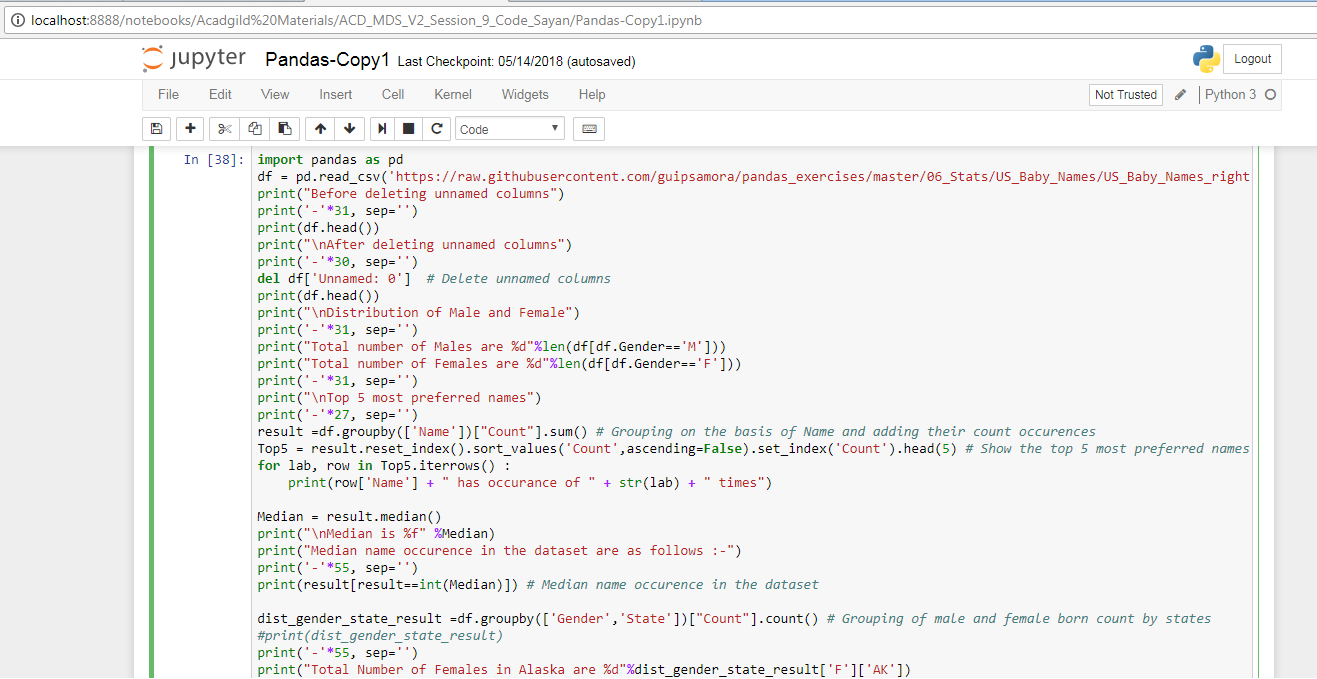 localhost:8888/notebooks/Acadgild%20Materials/ACD_MDS_V2_Session_9_Code_Sayan/Pandas-Copy1.ipynb
jupyter Pandas-Copy1 Last Checkpoint: 05/14/2018 (autosaved) Logout
File Edit View Insert Cell Kernel Widgets Help Not Trusted Python 3
Code
In [38]: import pandas as pd
df = pd.read_csv('https://raw.githubusercontent.com/guipsamora/pandas_exercises/master/06_Stats/US_Baby_Names/US_Baby_Names_right
print("Before deleting unnamed columns")
print('-'*31, sep='')
print(df.head())
print("\nAfter deleting unnamed columns")
print('-'*30, sep='')
del df['Unnamed: 0']  # Delete unnamed columns
print(df.head())
print("\nDistribution of Male and Female")
print('-'*31, sep='')
print("Total number of Males are %d"%len(df[df.Gender=='M']))
print("Total number of Females are %d"%len(df[df.Gender=='F']))
print('-'*31, sep='')
print("\nTop 5 most preferred names")
print('-'*27, sep='')
result =df.groupby(['Name'])["Count"].sum() # Grouping on the basis of Name and adding their count occurences
Top5 = result.reset_index().sort_values('Count',ascending=False).set_index('Count').head(5) # Show the top 5 most preferred names
for lab, row in Top5.iterrows() :
    print(row['Name'] + " has occurance of " + str(lab) + " times")
Median = result.median()
print("\nMedian is %f" %Median)
print("Median name occurence in the dataset are as follows :-")
print('-'*55, sep='')
print(result[result==int(Median)]) # Median name occurence in the dataset
dist_gender_state_result =df.groupby(['Gender','State'])["Count"].count() # Grouping of male and female born count by states
#print(dist_gender_state_result)
print('-'*55, sep='')
print("Total Number of Females in Alaska are %d"%dist_gender_state_result['F']['AK'])